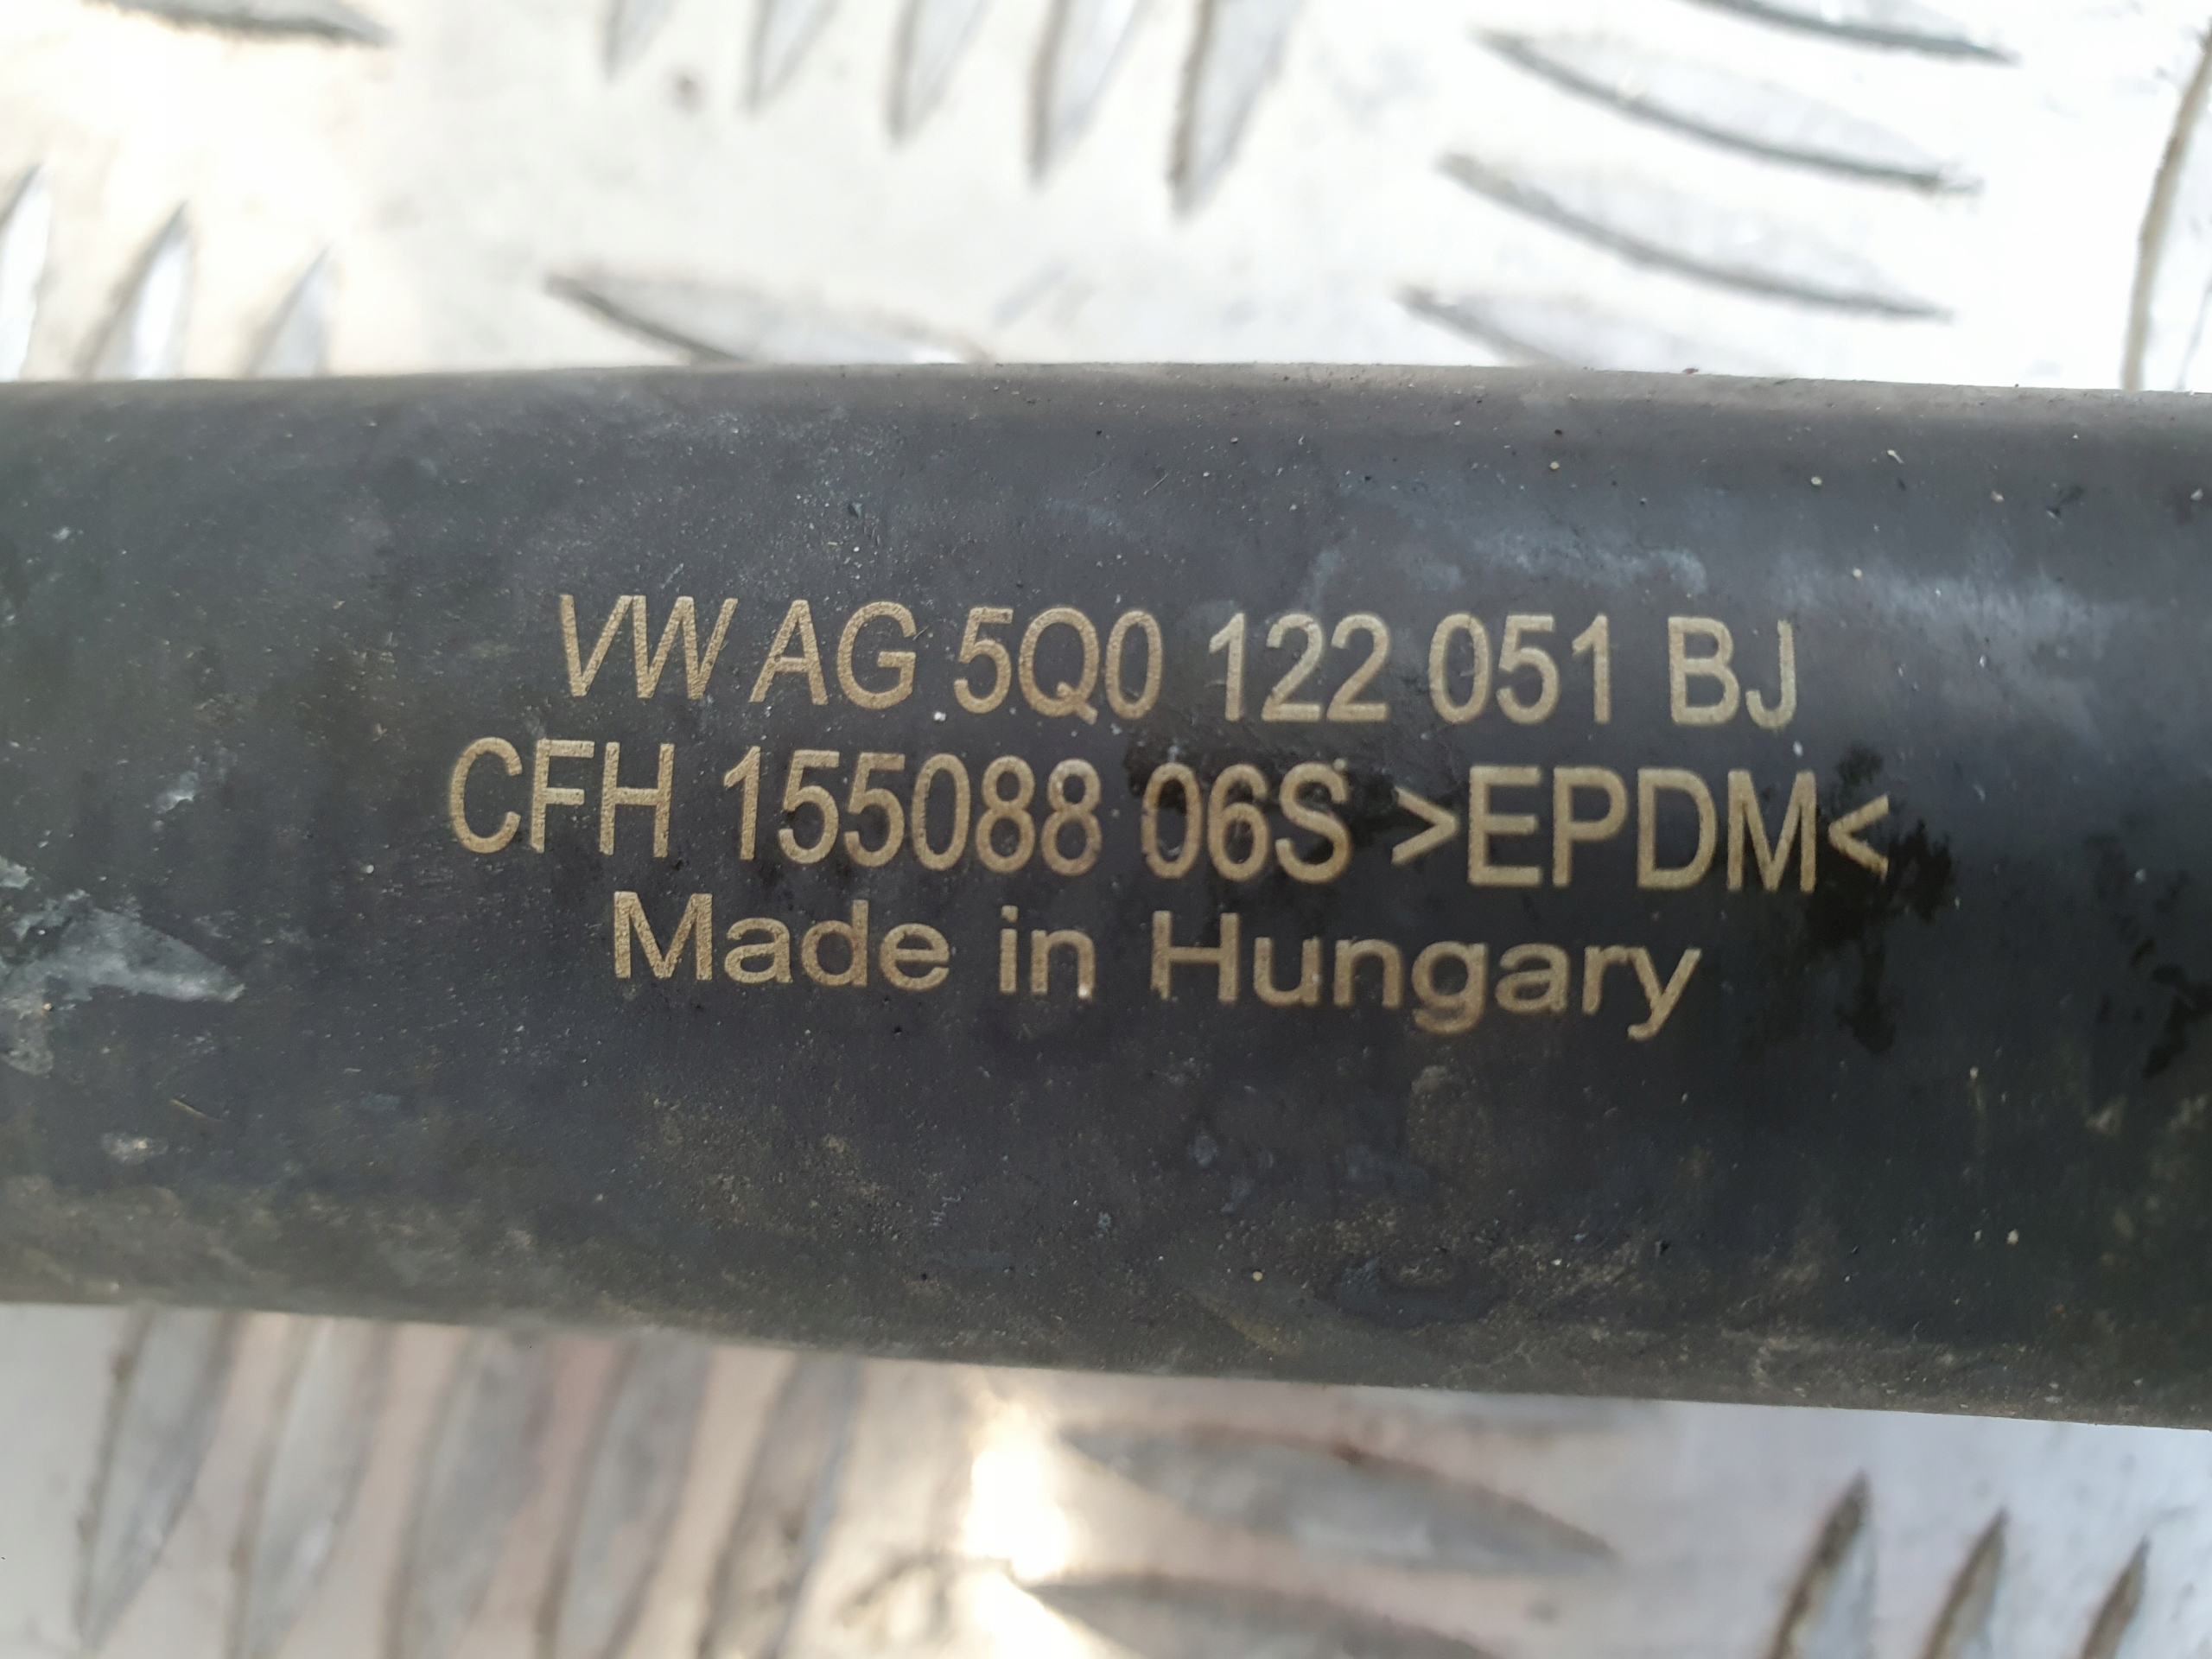 VW AG 5Q0 122 051 BJ
CFH 155088 06S >EPDM<
Made in Hungary